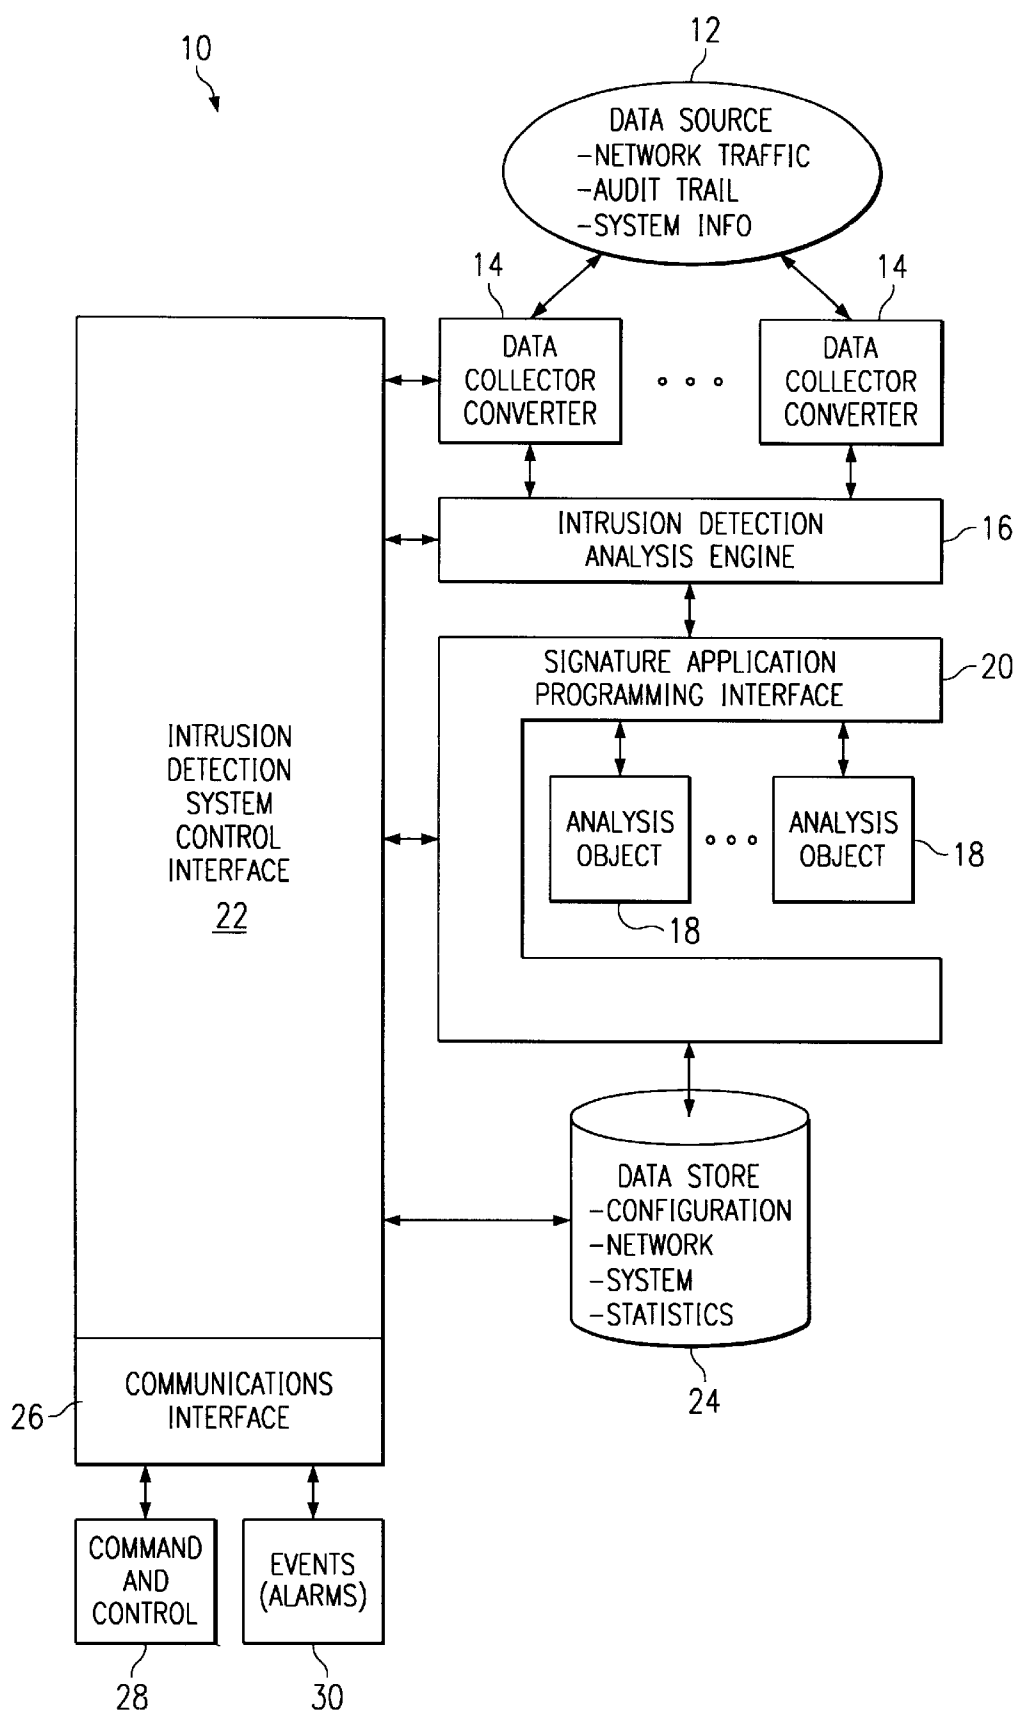 10
12
DATA SOURCE
-NETWORK TRAFFIC
-AUDIT TRAIL
-SYSTEM INFO
14
14
DATA
COLLECTOR
CONVERTER
DATA
COLLECTOR
CONVERTER
INTRUSION DETECTION
ANALYSIS ENGINE
16
SIGNATURE APPLICATION
PROGRAMMING INTERFACE
20
INTRUSION
DETECTION
SYSTEM
CONTROL
INTERFACE
22
ANALYSIS
OBJECT
18
ANALYSIS
OBJECT
18
DATA STORE
-CONFIGURATION
-NETWORK
-SYSTEM
-STATISTICS
24
COMMUNICATIONS
INTERFACE
26
COMMAND
AND
CONTROL
28
EVENTS
(ALARMS)
30